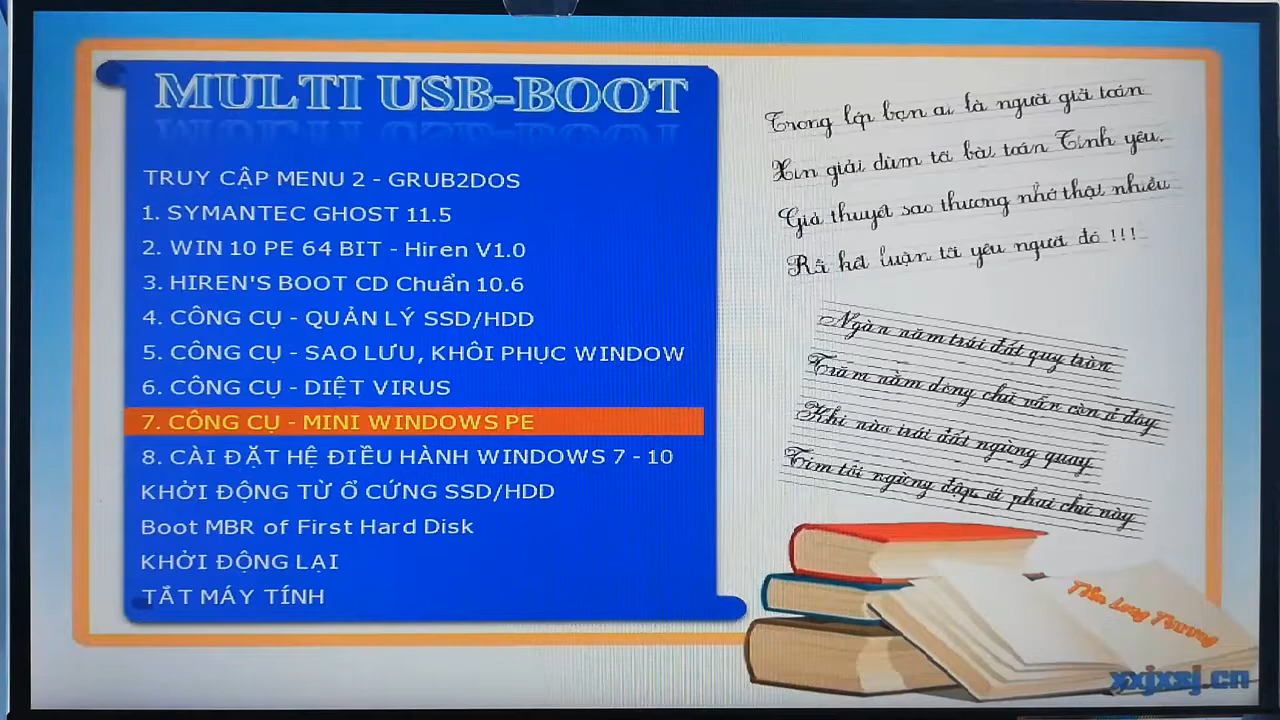 MULTI USB-BOOT
TRUY CẬP MENU 2 - GRUB2DOS
1. SYMANTEC GHOST 11.5
2. WIN 10 PE 64 BIT - Hiren V1.0
3. HIREN'S BOOT CD Chuẩn 10.6
4. CÔNG CỤ - QUẢN LÝ SSD/HDD
5. CÔNG CỤ - SAO LƯU, KHÔI PHỤC WINDOW
6. CÔNG CỤ - DIỆT VIRUS
7. CÔNG CỤ - MINI WINDOWS PE
8. CÀI ĐẶT HỆ ĐIỀU HÀNH WINDOWS 7 - 10
KHỞI ĐỘNG TỪ Ổ CỨNG SSD/HDD
Boot MBR of First Hard Disk
KHỞI ĐỘNG LẠI
TẮT MÁY TÍNH
Trong lớp bạn ai là người giỏi toán
Xin giải dùm tôi bài toán Tình yêu.
Giả thuyết sao thương nhớ thật nhiều
Rồi kết luận tôi yêu người đó !!!
Ngàn năm trái đất quy tròn
Trăm năm dòng chữ vẫn còn ở đây
Khi nào trái đất ngừng quay
Tim tôi ngừng đập, phai chữ này
Long Thương
xxjxsj.cn